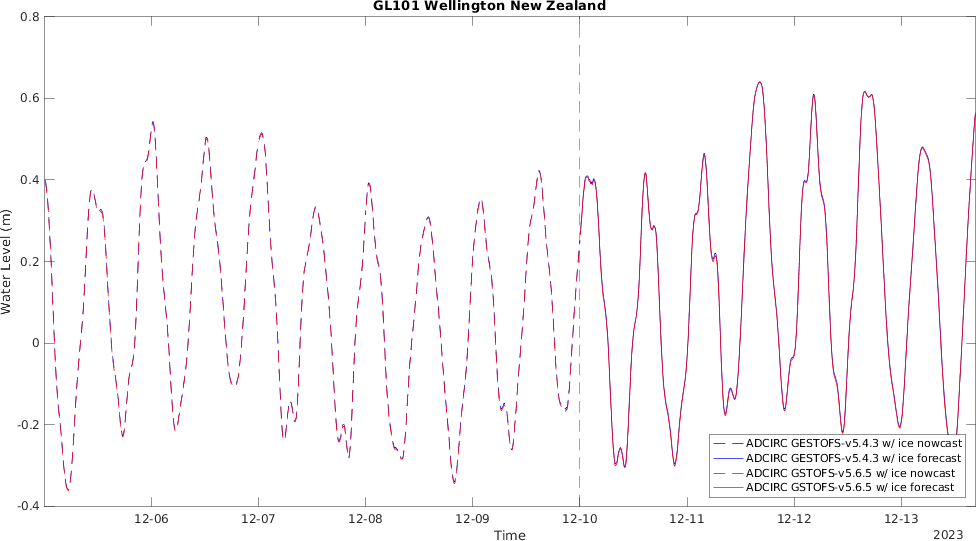 GL101 Wellington New Zealand
0.8
0.6
0.4
0.2
0
-0.2
-0.4
Water Level (m)
ADCIRC GESTOFS-v5.4.3 w/ ice nowcast
ADCIRC GESTOFS-v5.4.3 w/ ice forecast
ADCIRC GSTOFS-v5.6.5 w/ ice nowcast
ADCIRC GSTOFS-v5.6.5 w/ ice forecast
12-06 12-07 12-08 12-09 12-10 12-11 12-12 12-13
Time
2023